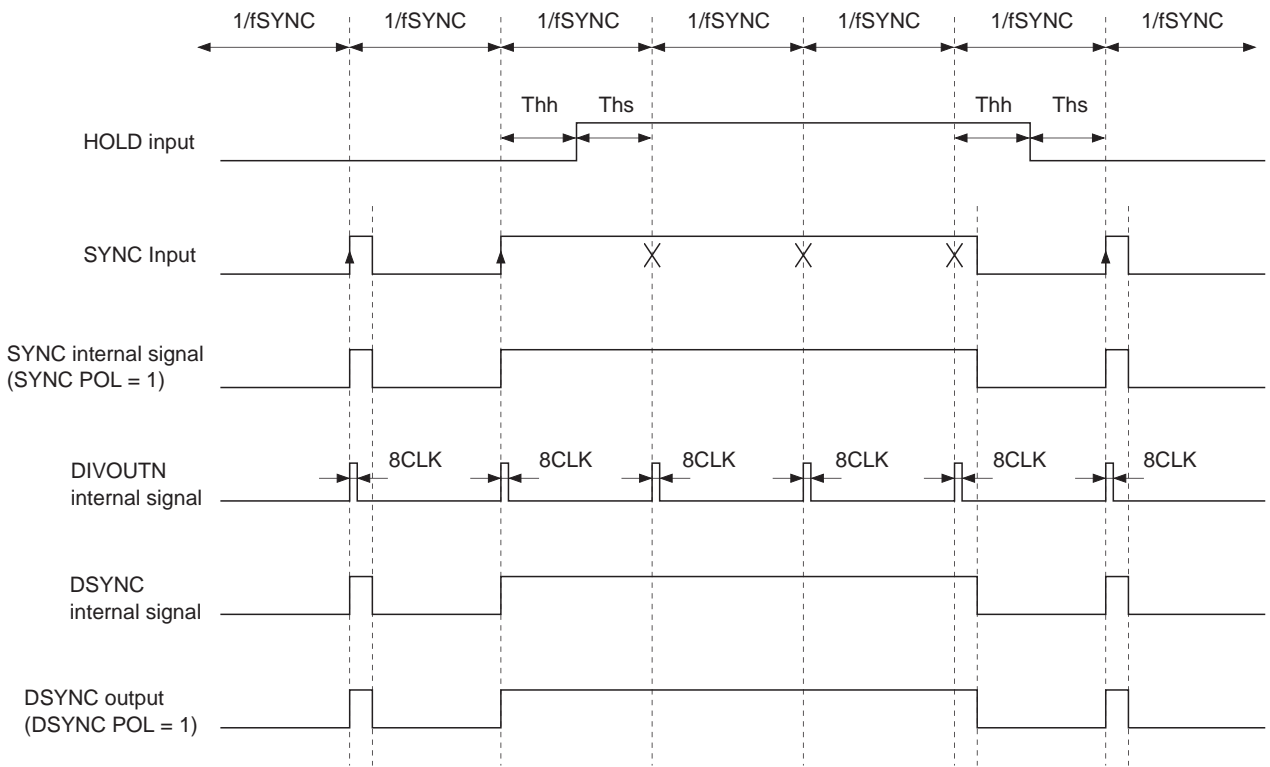 1/fSYNC 1/fSYNC 1/fSYNC 1/fSYNC 1/fSYNC 1/fSYNC 1/fSYNC
Thh Ths Thh Ths
HOLD input
SYNC Input
SYNC internal signal
(SYNC POL = 1)
8CLK 8CLK 8CLK 8CLK 8CLK 8CLK
DIVOUTN
internal signal
DSYNC
internal signal
DSYNC output
(DSYNC POL = 1)